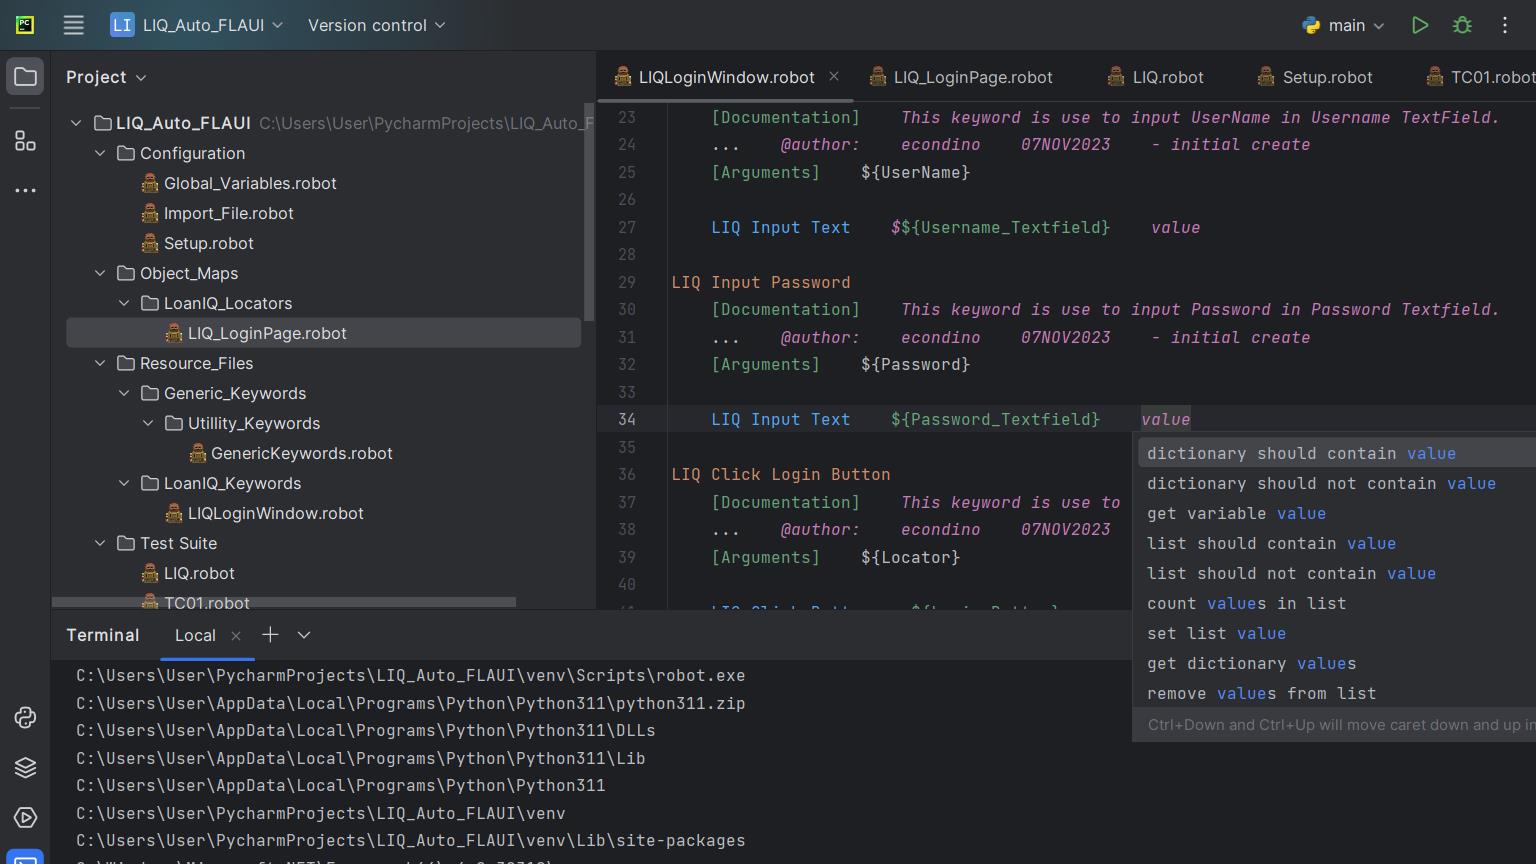 PC
LI LIQ_Auto_FLAUI Version control main
Project
LIQ_Auto_FLAUI C:\Users\User\PycharmProjects\LIQ_Auto_F
Configuration
Global_Variables.robot
Import_File.robot
Setup.robot
Object_Maps
LoanIQ_Locators
LIQ_LoginPage.robot
Resource_Files
Generic_Keywords
Utillity_Keywords
GenericKeywords.robot
LoanIQ_Keywords
LIQLoginWindow.robot
Test Suite
LIQ.robot
TC01.robot
LIQLoginWindow.robot LIQ_LoginPage.robot LIQ.robot Setup.robot TC01.robot
23 [Documentation] This keyword is use to input UserName in Username TextField.
24 ... @author: econdino 07NOV2023 - initial create
25 [Arguments] ${UserName}
26
27 LIQ Input Text $${Username_Textfield} value
28
29 LIQ Input Password
30 [Documentation] This keyword is use to input Password in Password Textfield.
31 ... @author: econdino 07NOV2023 - initial create
32 [Arguments] ${Password}
33
34 LIQ Input Text ${Password_Textfield} value
35
36 LIQ Click Login Button
37 [Documentation] This keyword is use to
38 ... @author: econdino 07NOV2023
39 [Arguments] ${Locator}
40
dictionary should contain value
dictionary should not contain value
get variable value
list should contain value
list should not contain value
count values in list
set list value
get dictionary values
remove values from list
Ctrl+Down and Ctrl+Up will move caret down and up in
Terminal Local
C:\Users\User\PycharmProjects\LIQ_Auto_FLAUI\venv\Scripts\robot.exe
C:\Users\User\AppData\Local\Programs\Python\Python311\python311.zip
C:\Users\User\AppData\Local\Programs\Python\Python311\DLLs
C:\Users\User\AppData\Local\Programs\Python\Python311\Lib
C:\Users\User\AppData\Local\Programs\Python\Python311
C:\Users\User\PycharmProjects\LIQ_Auto_FLAUI\venv
C:\Users\User\PycharmProjects\LIQ_Auto_FLAUI\venv\Lib\site-packages